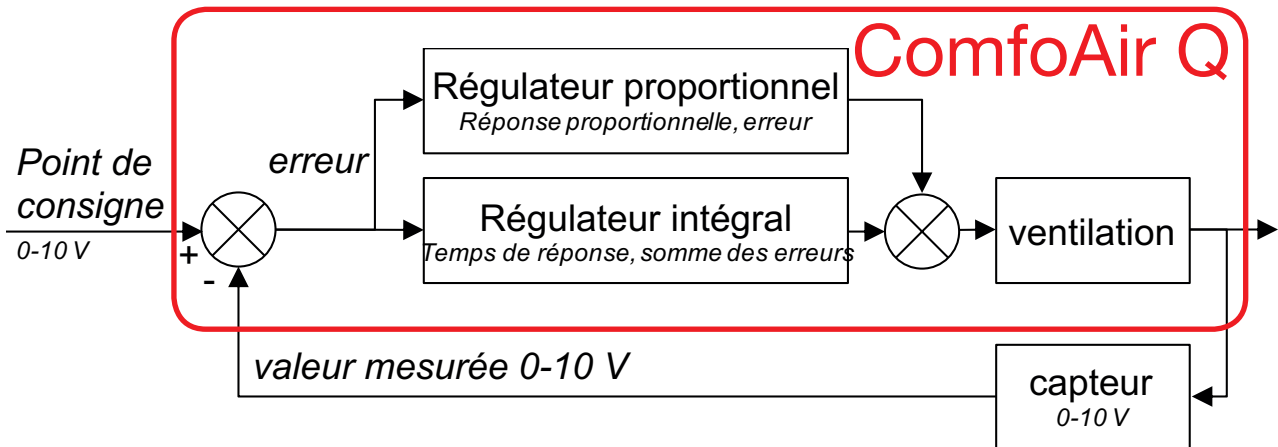 ComfoAir Q
Régulateur proportionnel
Réponse proportionnelle, erreur
Point de
consigne
0-10 V
erreur
+
-
Régulateur intégral
Temps de réponse, somme des erreurs
ventilation
valeur mesurée 0-10 V
capteur
0-10 V